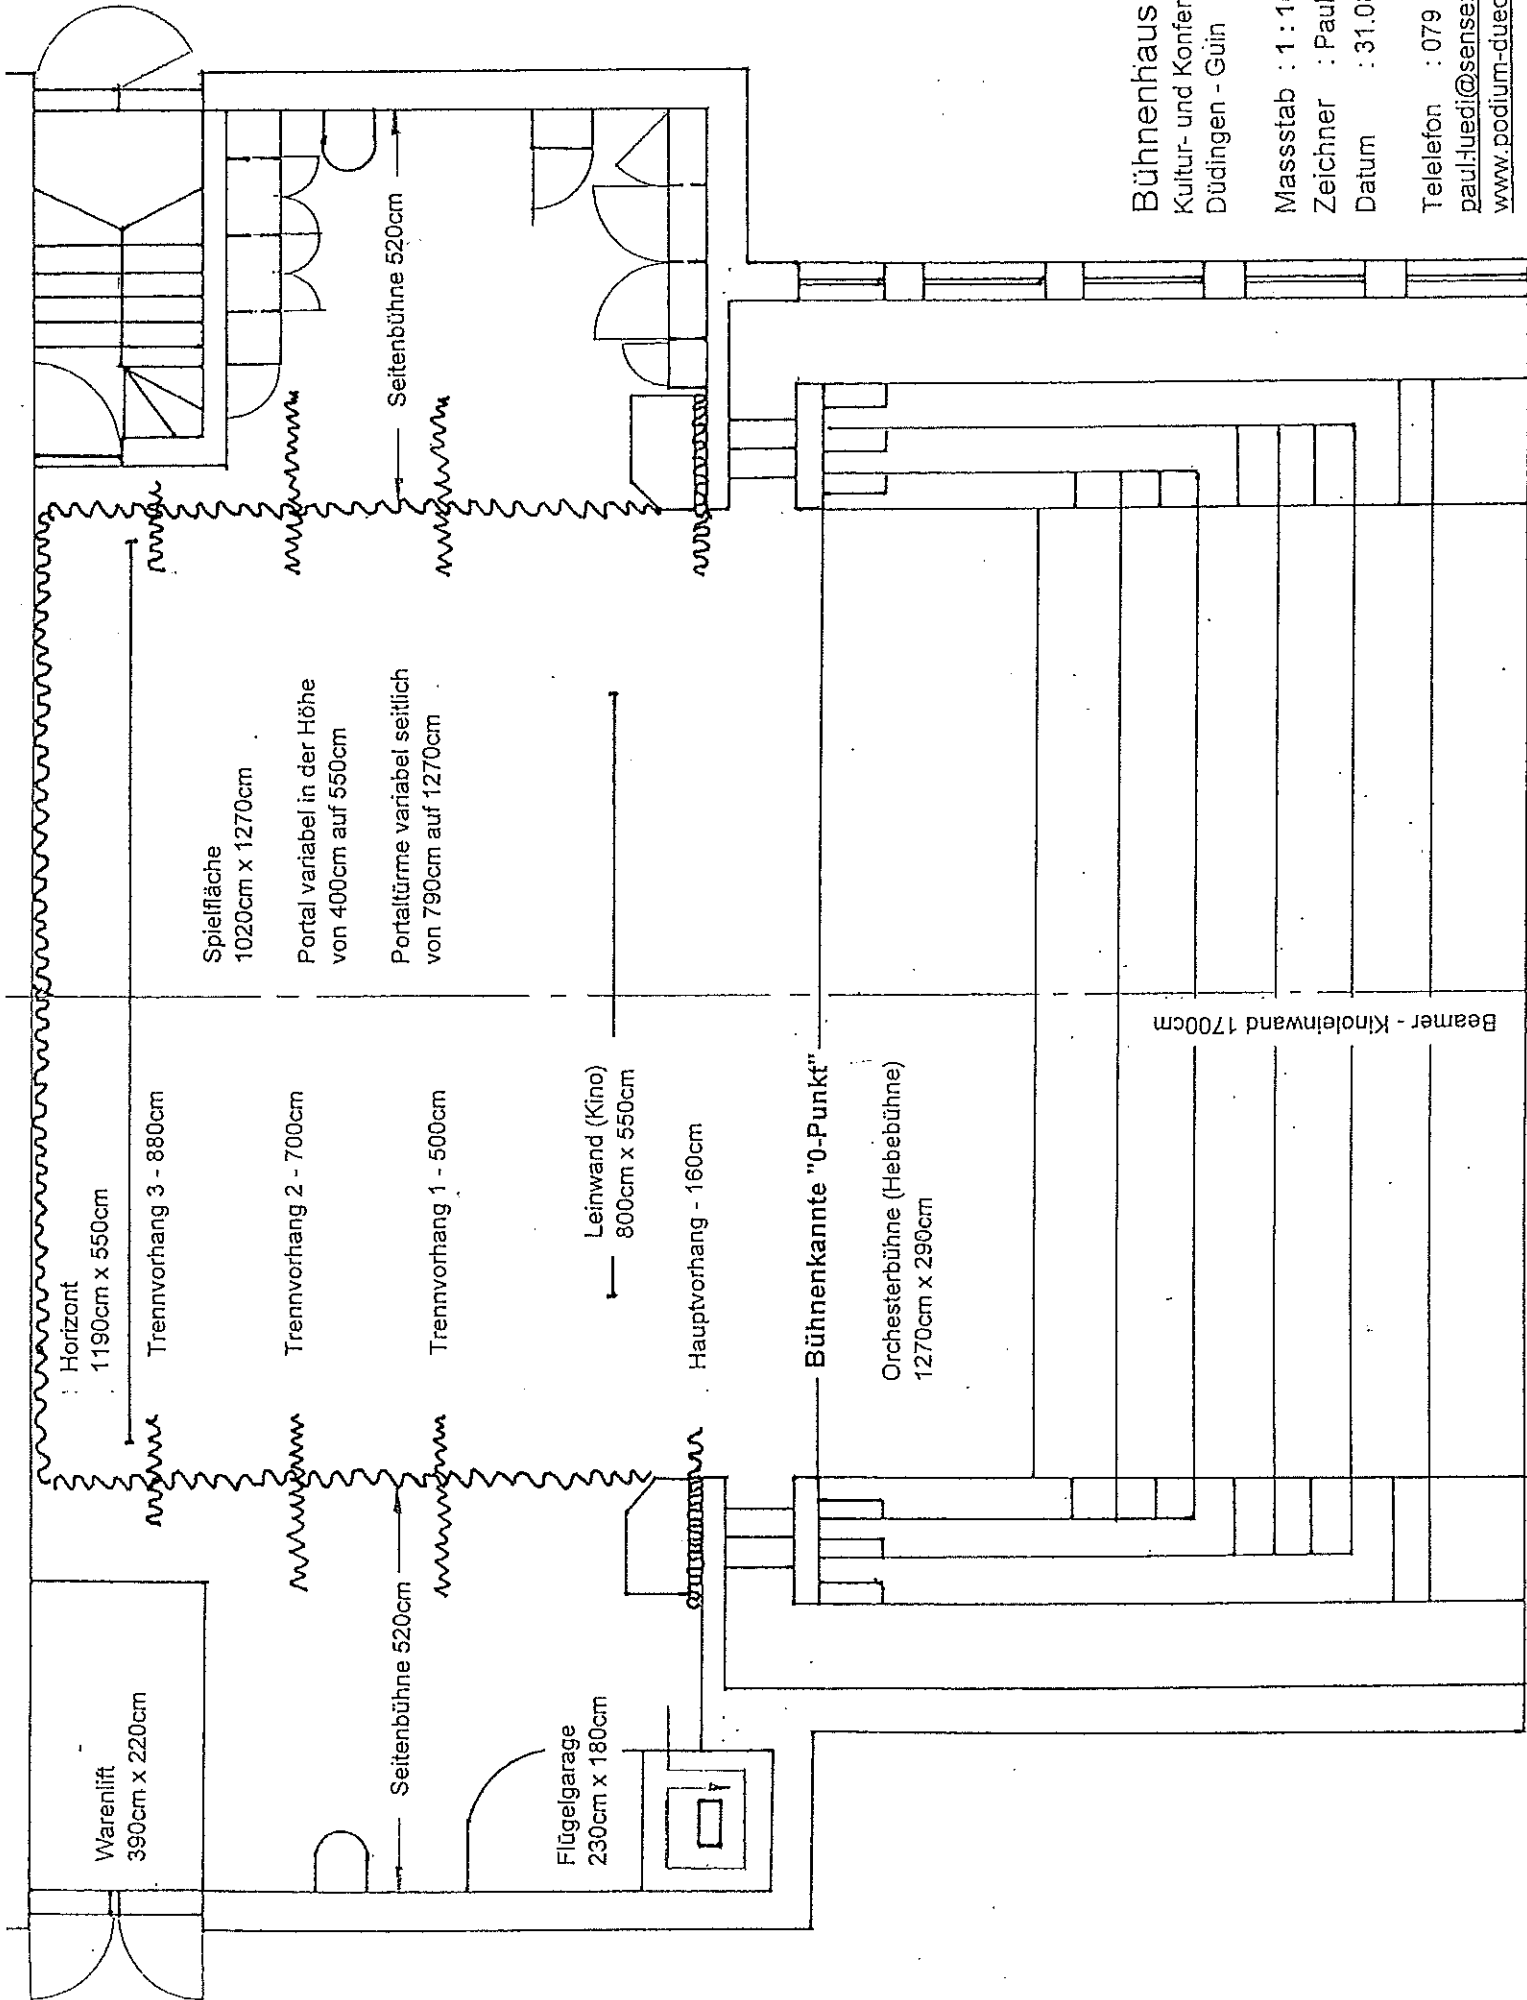 Warenlift
390cm x 220cm
Horizont
1190cm x 550cm
Trennvorhang 3 - 880cm
Trennvorhang 2 - 700cm
Trennvorhang 1 - 500cm
Spielfläche
1020cm x 1270cm
Portal variabel in der Höhe
von 400cm auf 550cm
Portaltürme variabel seitlich
von 790cm auf 1270cm
Seitenbühne 520cm
Seitenbühne 520cm
Flügelgarage
230cm x 180cm
Leinwand (Kino)
800cm x 550cm
Hauptvorhang - 160cm
Bühnenkannte "0-Punkt"
Orchesterbühne (Hebebühne)
1270cm x 290cm
Beamer - Kinoleinwand 1700cm
Bühnenhaus
Kultur- und Konfer
Düdingen - Guin
Massstab : 1 : 1
Zeichner : Paul
Datum : 31.0
Telelefon : 079
paul.luedi@sense
www.podium-dued